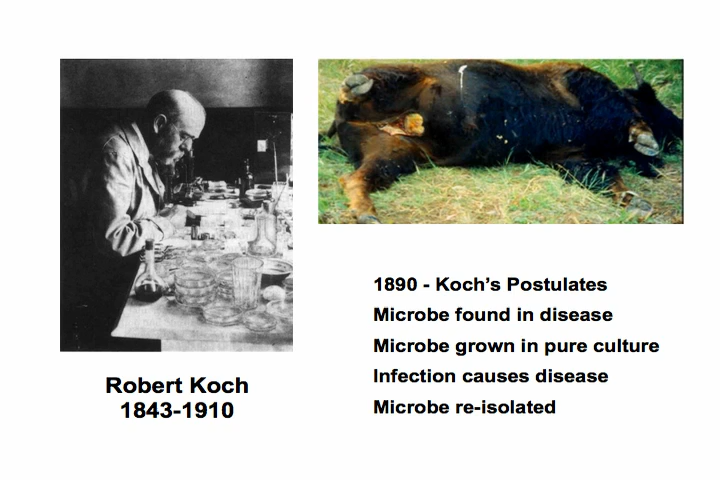 Robert Koch
1843-1910
1890 - Koch's Postulates
Microbe found in disease
Microbe grown in pure culture
Infection causes disease
Microbe re-isolated